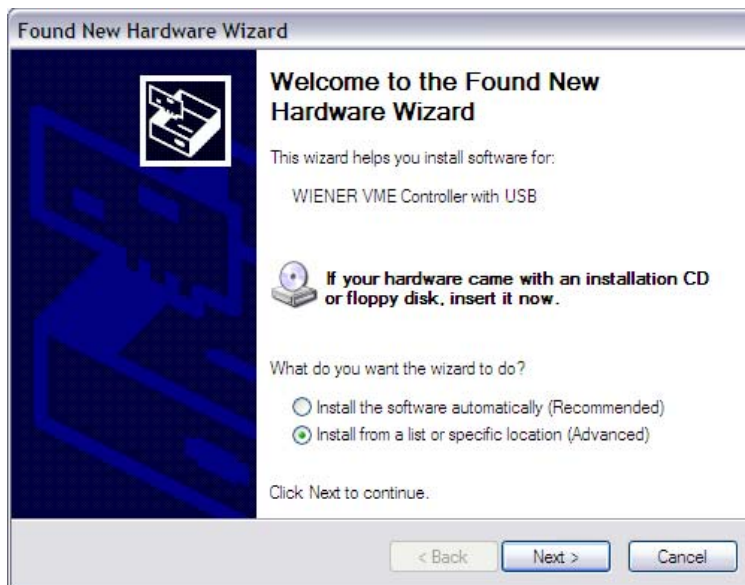 Found New Hardware Wizard
Welcome to the Found New
Hardware Wizard
This wizard helps you install software for:
WIENER VME Controller with USB
If your hardware came with an installation CD
or floppy disk, insert it now.
What do you want the wizard to do?
Install the software automatically (Recommended)
Install from a list or specific location (Advanced)
Click Next to continue.
< Back
Next >
Cancel